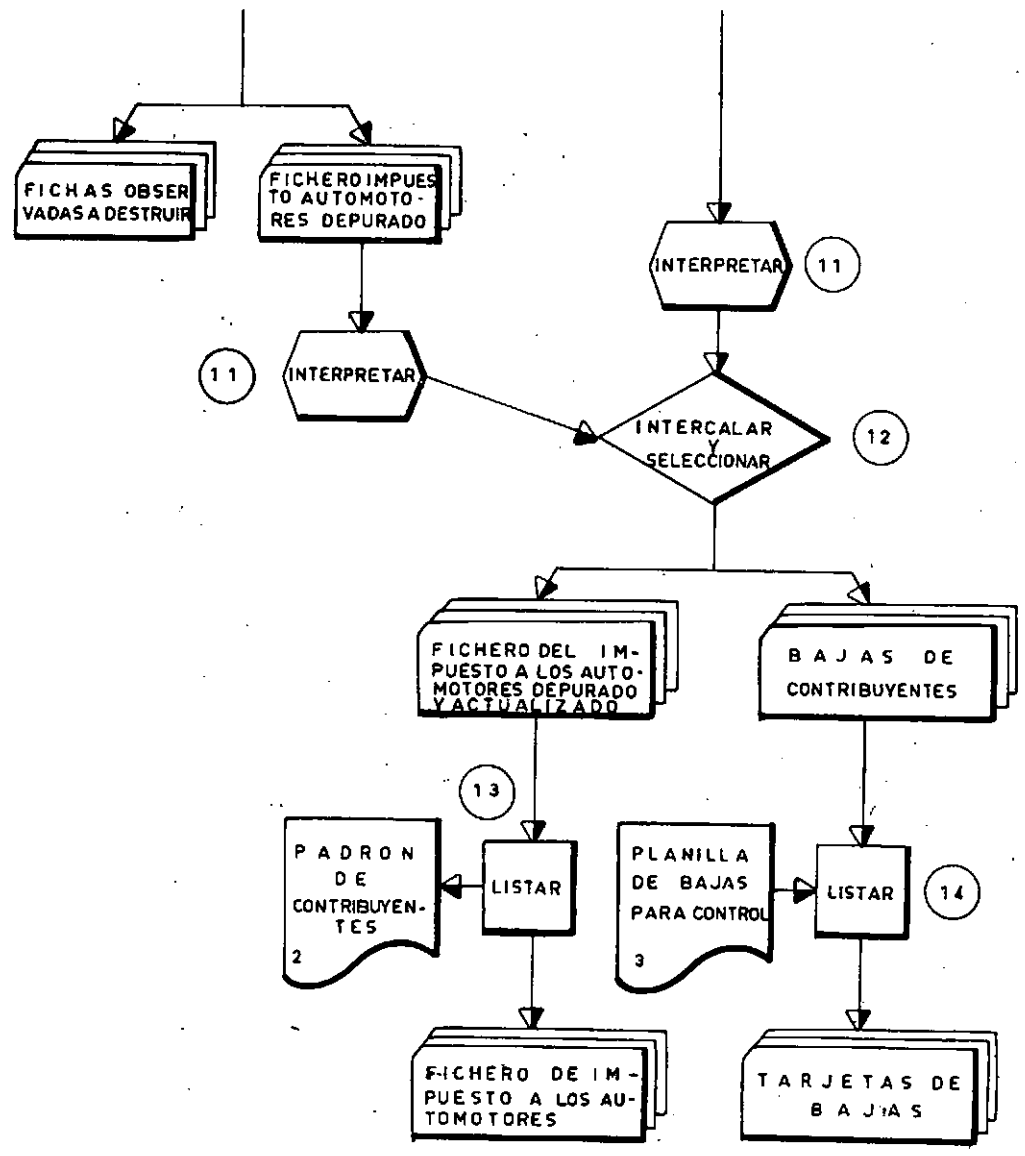 FICHAS OBSER
VADAS A DESTRUIR
FICHERO IMPUES
TO AUTOMOTO-
RES DEPURADO
INTERPRETAR
11
11
INTERPRETAR
INTERCALAR
Y
SELECCIONAR
12
FICHERO DEL IM-
PUESTO A LOS AUTO-
MOTORES DEPURADO
Y ACTUALIZADO
BAJAS DE
CONTRIBUYENTES
13
PADRON
DE
CONTRIBUYEN-
TES
2
LISTAR
PLANILLA
DE BAJAS
PARA CONTROL
3
LISTAR
14
FICHERO DE IM-
PUESTO A LOS AU-
TOMOTORES
TARJETAS DE
BAJAS